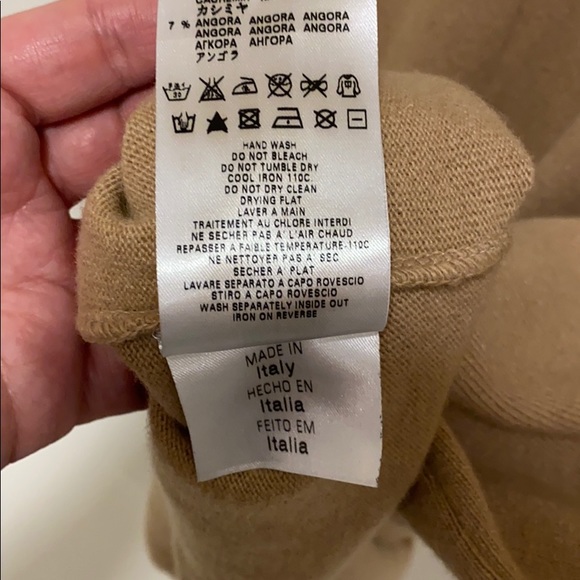 カシミヤ
7 % ANGORA ANGORA ANGORA
ANGORA ANGORA ANGORA
АГКОРА АНГОРА
アンゴラ
30
HAND WASH
DO NOT BLEACH
DO NOT TUMBLE DRY
COOL IRON 110C.
DO NOT DRY CLEAN
DRYING FLAT
LAVER A MAIN
TRAITEMENT AU CHLORE INTERDI
NE SECHER PAS A' L'AIR CHAUD
REPASSER A FAIBLE TEMPERATURE-110C
NE NETTOYER PAS A' SEC
SECHER A' PLAT
LAVARE SEPARATO A CAPO ROVESCIO
STIRO A CAPO ROVESCIO
WASH SEPARATELY INSIDE OUT
IRON ON REVERSE
MADE IN
Italy
HECHO EN
Italia
FEITO EM
Italia